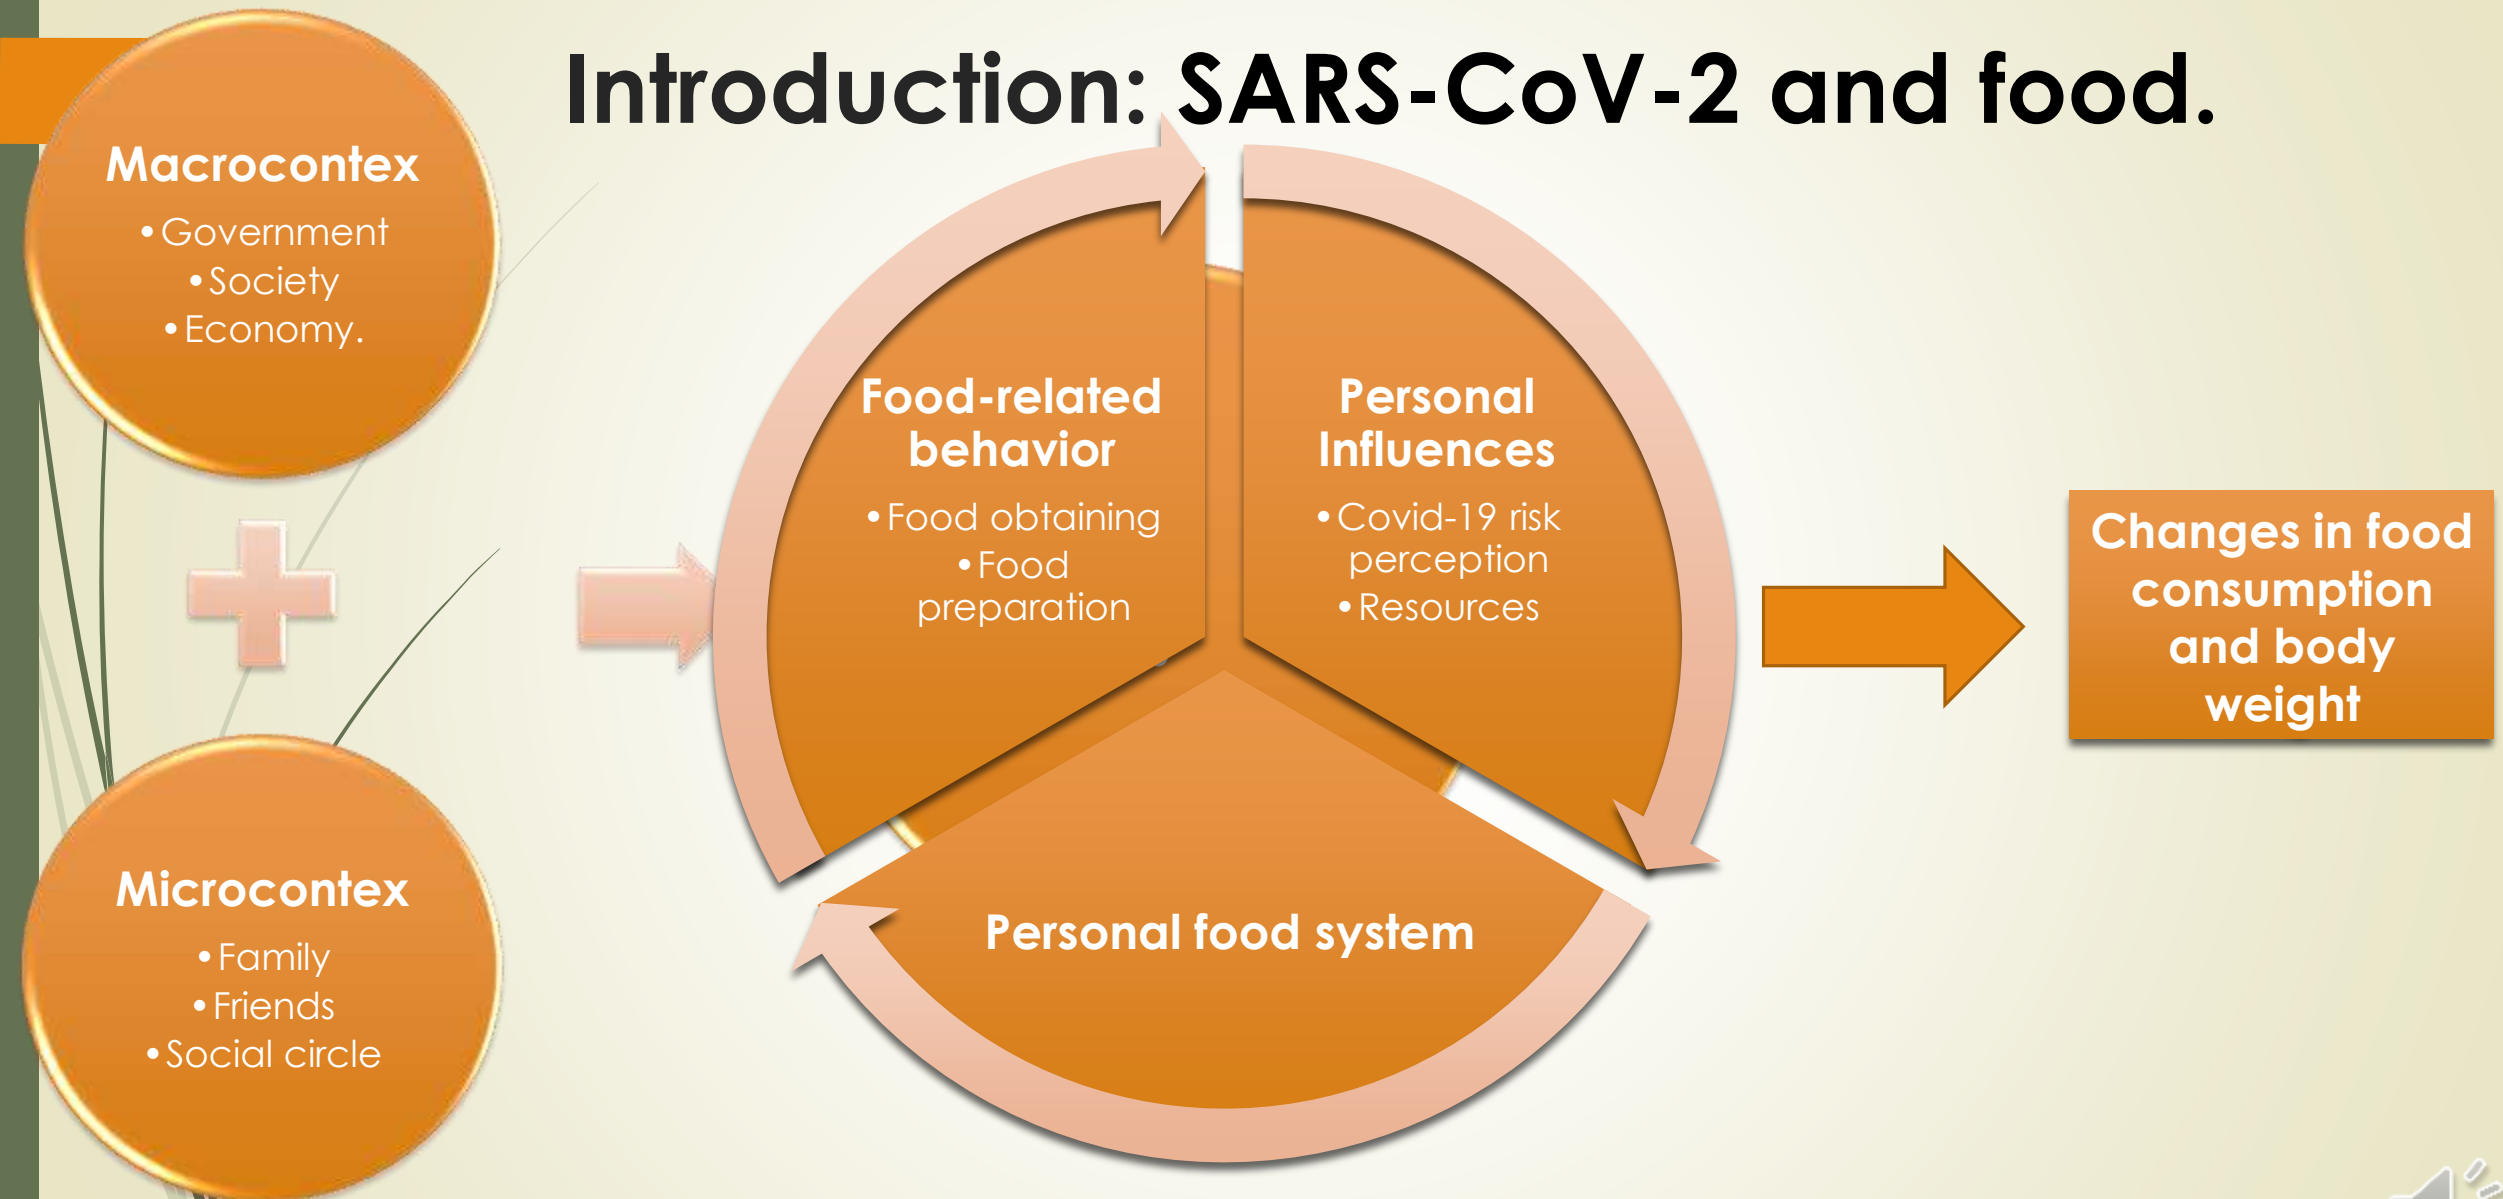 Introduction: SARS-CoV-2 and food.
Macrocontex
•Government
•Society
•Economy.
Microcontex
•Family
•Friends
•Social circle
Food-related
behavior
•Food obtaining
•Food
preparation
Personal
Influences
•Covid-19 risk
perception
•Resources
Personal food system
Changes in food
consumption
and body
weight